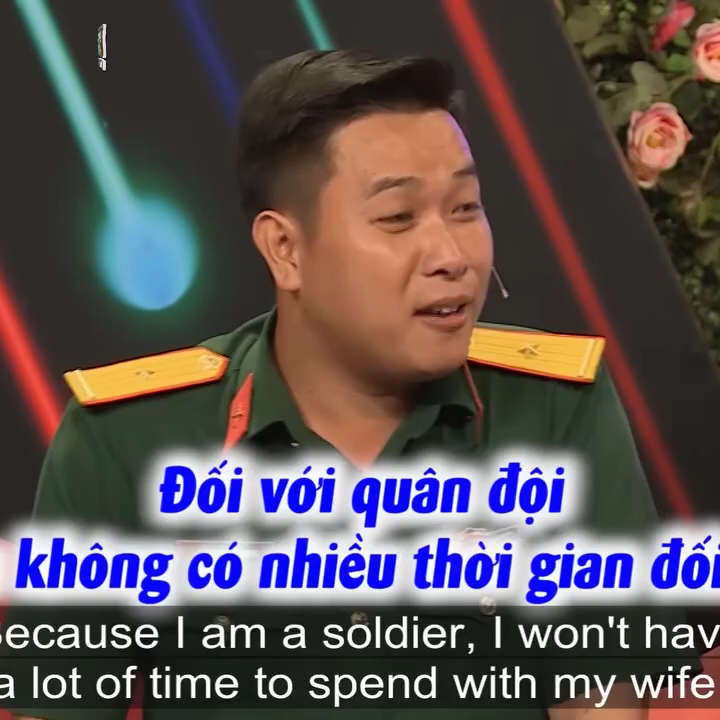 Đối với quân đội
không có nhiều thời gian đối
Because I am a soldier, I won't hav
a lot of time to spend with my wife